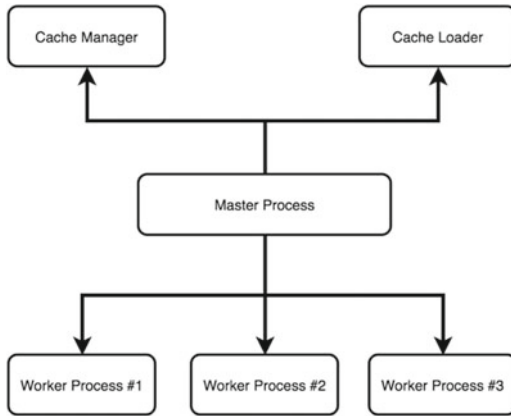 Cache Manager
Cache Loader
Master Process
Worker Process #1
Worker Process #2
Worker Process #3